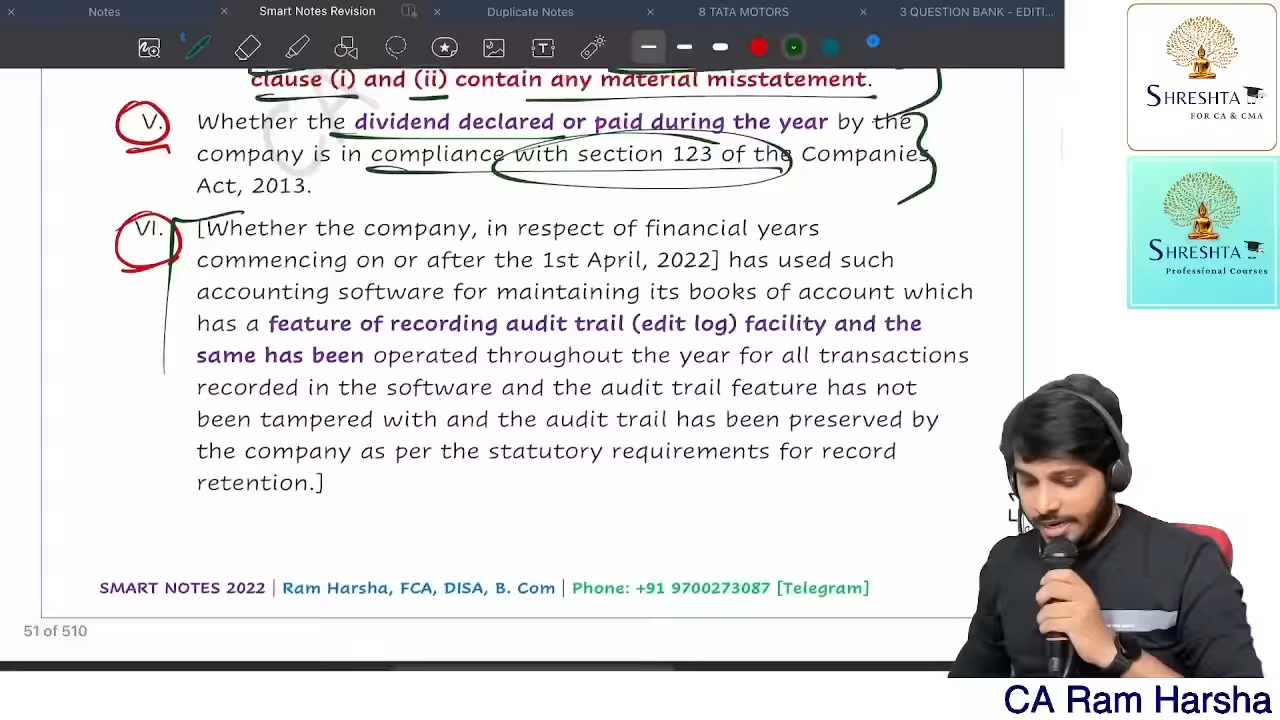 Notes
Smart Notes Revision
Duplicate Notes
8 TATA MOTORS
3 QUESTION BANK - EDITI...
clause (i) and (ii) contain any material misstatement.
V. Whether the dividend declared or paid during the year by the
company is in compliance with section 123 of the Companies
Act, 2013.
VI. [Whether the company, in respect of financial years
commencing on or after the 1st April, 2022] has used such
accounting software for maintaining its books of account which
has a feature of recording audit trail (edit log) facility and the
same has been operated throughout the year for all transactions
recorded in the software and the audit trail feature has not
been tampered with and the audit trail has been preserved by
the company as per the statutory requirements for record
retention.]
SMART NOTES 2022 | Ram Harsha, FCA, DISA, B. Com | Phone: +91 9700273087 [Telegram]
51 of 510
SHRESHTA
FOR CA & CMA
SHRESHTA
Professional Courses
CA Ram Harsha